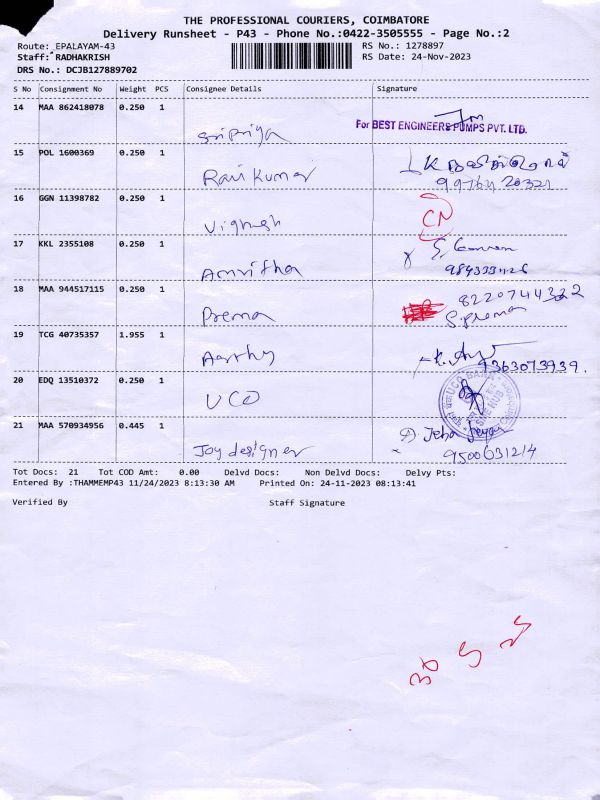 THE PROFESSIONAL COURIERS, COIMBATORE
Delivery Runsheet - P43 - Phone No.:0422-3505555 - Page No.:2
Route: EPALAYAM-43 RS No.: 1278897
Staff: RADHAKRISH RS Date: 24-Nov-2023
DRS No.: DCJB127889702
S No Consignment No Weight PCS Consignee Details Signature
14 MAA 862418078 0.250 1
Sripriya For BEST ENGINEERS PUMPS PVT. LTD.
15 POL 1600369 0.250 1
Ravi Kumar
16 GGN 11398782 0.250 1
Vignesh CN
17 KKL 2355108 0.250 1
Amritha
18 MAA 944517115 0.250 1 8220744322
Prema S.prema
19 TCG 40735357 1.955 1
Aarthy 9363073939.
20 EDQ 13510372 0.250 1
UCO UCO BANK
21 MAA 570934956 0.445 1
Joy designer 9500631214
Tot Docs: 21 Tot COD Amt: 0.00 Delvd Docs: Non Delvd Docs: Delvy Pts:
Entered By :THAMMEMP43 11/24/2023 8:13:30 AM Printed On: 24-11-2023 08:13:41
Verified By Staff Signature